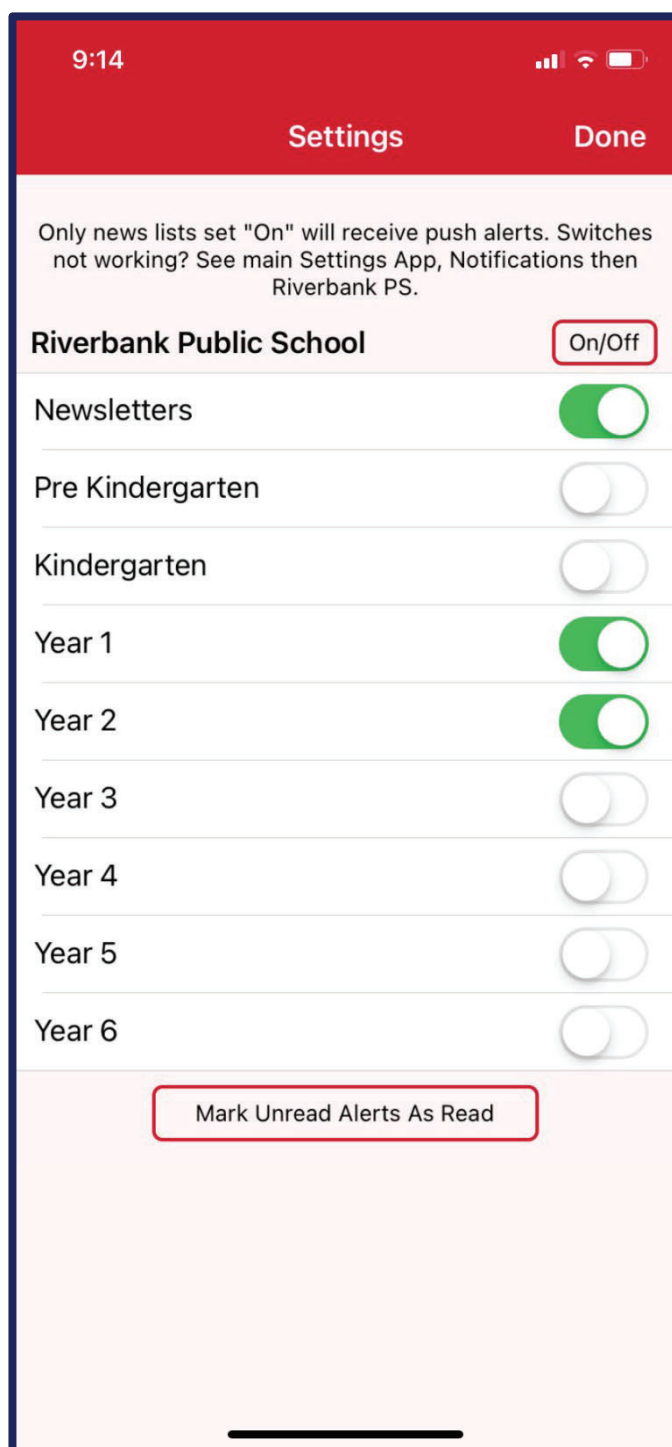 9:14
Settings
Done
Only news lists set "On" will receive push alerts. Switches
not working? See main Settings App, Notifications then
Riverbank PS.
Riverbank Public School
On/Off
Newsletters
Pre Kindergarten
Kindergarten
Year 1
Year 2
Year 3
Year 4
Year 5
Year 6
Mark Unread Alerts As Read